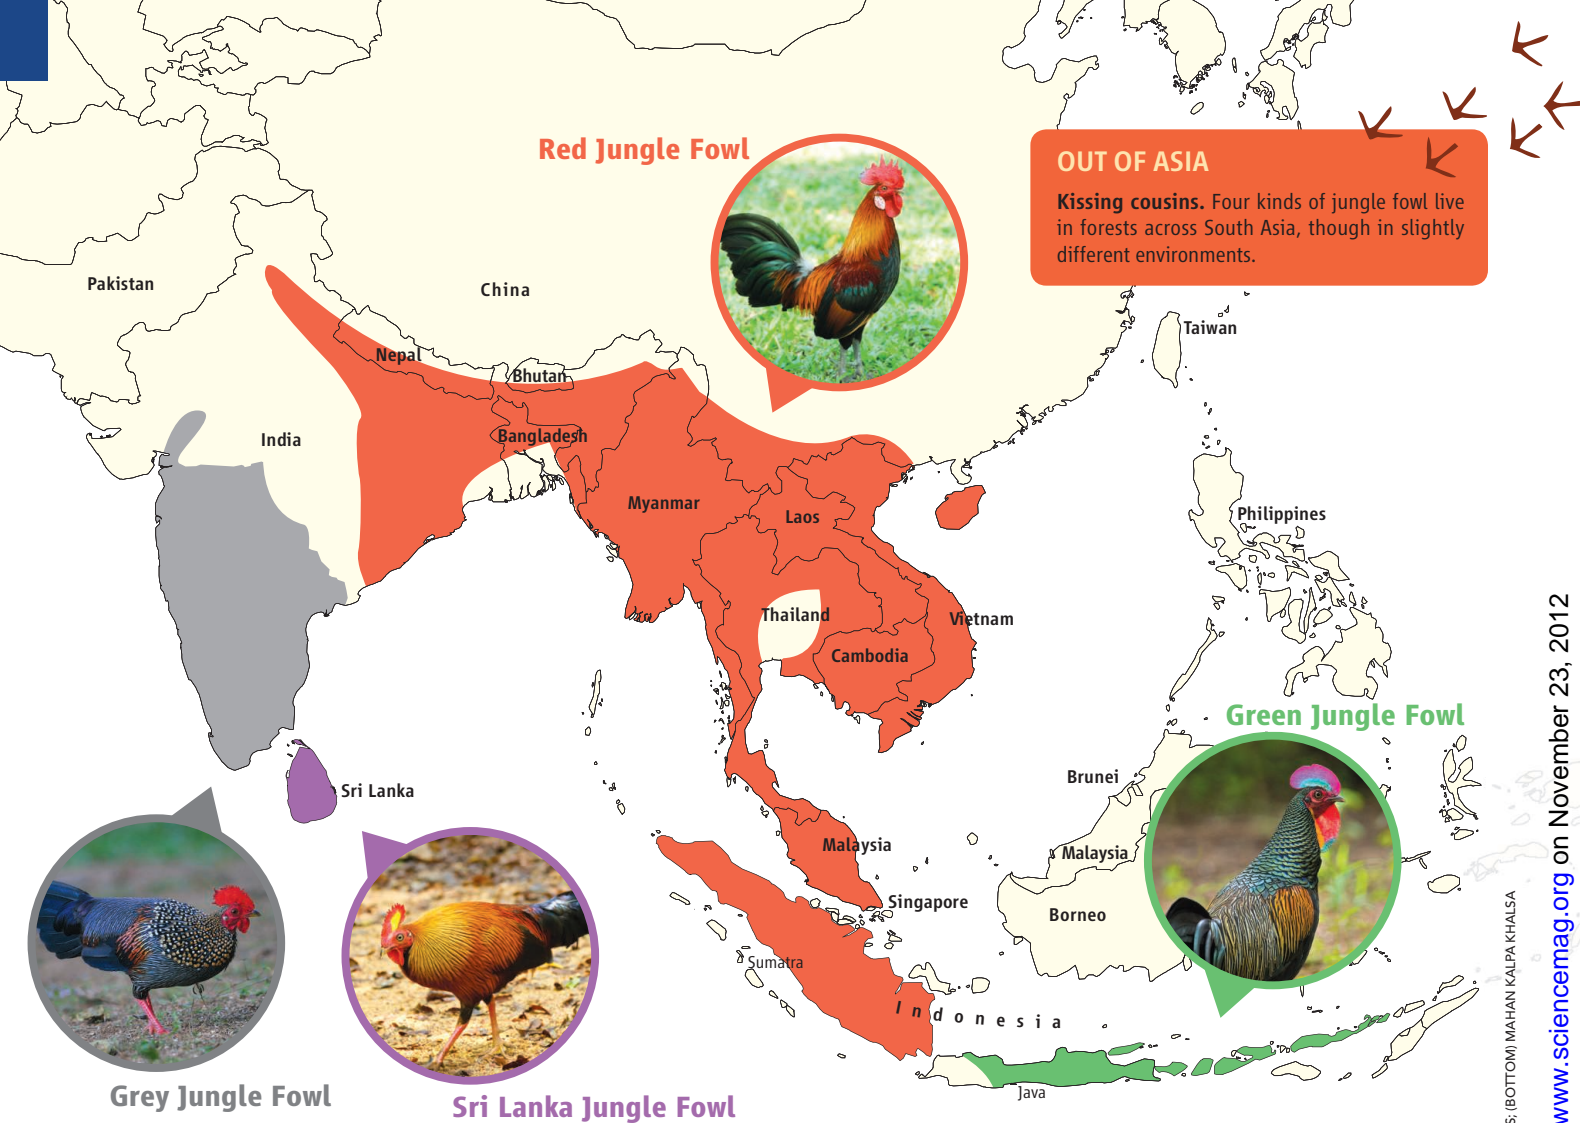 Red Jungle Fowl
OUT OF ASIA
Kissing cousins. Four kinds of jungle fowl live
in forests across South Asia, though in slightly
different environments.
Pakistan
China
Taiwan
Nepal
Bhutan
India
Bangladesh
Myanmar
Laos
Philippines
Thailand
Vietnam
Cambodia
Green Jungle Fowl
Brunei
Sri Lanka
Malaysia
Malaysia
Singapore
Borneo
Sumatra
Indonesia
Java
Grey Jungle Fowl
Sri Lanka Jungle Fowl
S; (BOTTOM) MAHAN KALPA KHALSA
www.sciencemag.org on November 23, 2012